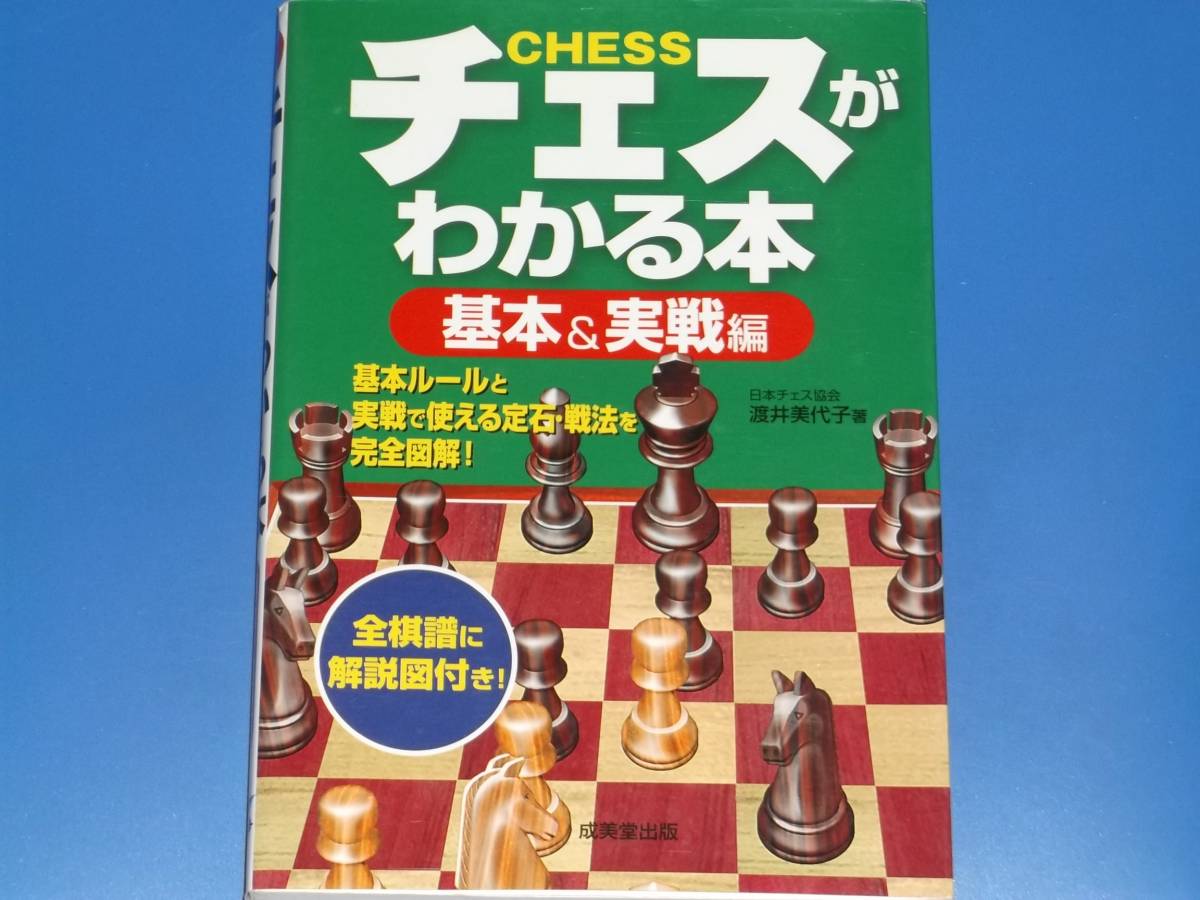 CHESS
チェスが
わかる本
基本&実戦編
基本ルールと
実戦で使える定石・戦法を
完全図解!
日本チェス協会
渡井美代子著
全棋譜に
解説図付き!
成美堂出版